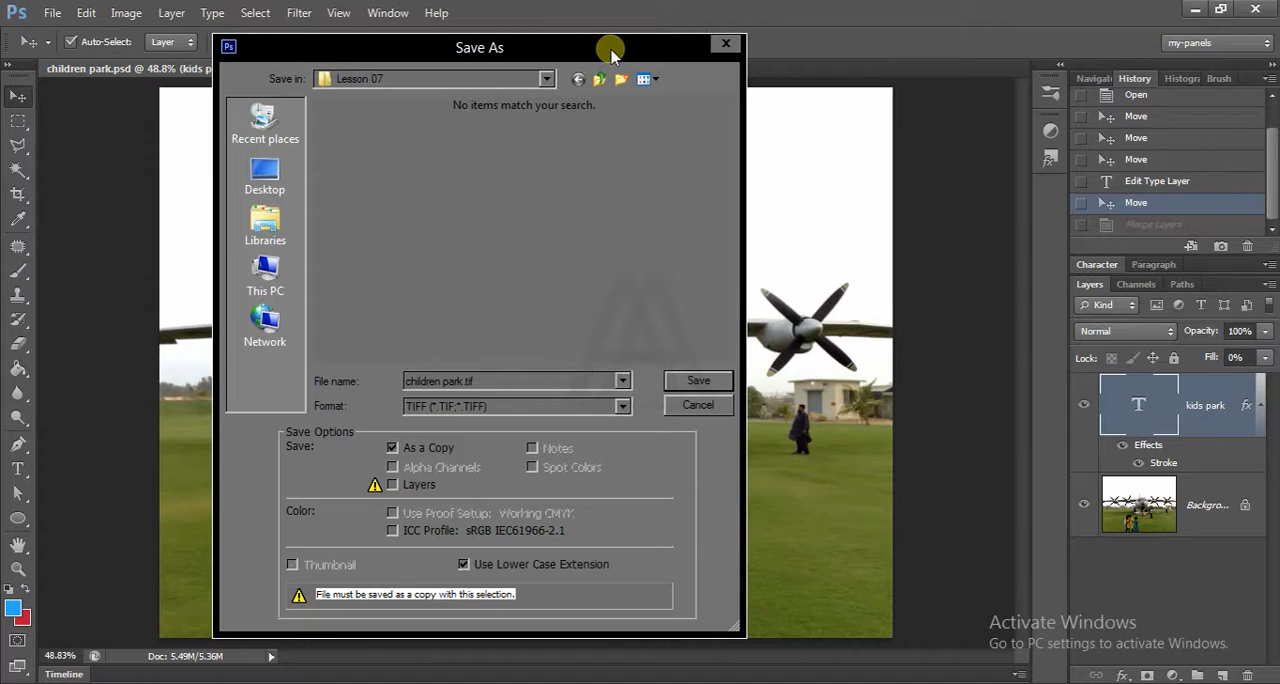 Ps File Edit Image Layer Type Select Filter View Window Help
Auto-Select: Layer my-panels
children park.psd @ 48.8% (kids p
Ps Save As
Save in: Lesson 07
No items match your search.
Recent places
Desktop
Libraries
This PC
Network
File name: children park.tif Save
Format: TIFF (*.TIF;*.TIFF) Cancel
Save Options
Save: As a Copy Notes
Alpha Channels Spot Colors
Layers
Color: Use Proof Setup: Working CMYK
ICC Profile: sRGB IEC61966-2.1
Thumbnail Use Lower Case Extension
File must be saved as a copy with this selection.
Navigat History Histogra Brush
Open
Move
Move
Move
Edit Type Layer
Move
Merge Layers
Character Paragraph
Layers Channels Paths
Kind
Normal Opacity: 100%
Lock: Fill: 0%
T kids park fx
Effects
Stroke
Backgro...
Activate Windows
Go to PC settings to activate Windows.
48.83% Doc: 5.49M/5.36M
Timeline